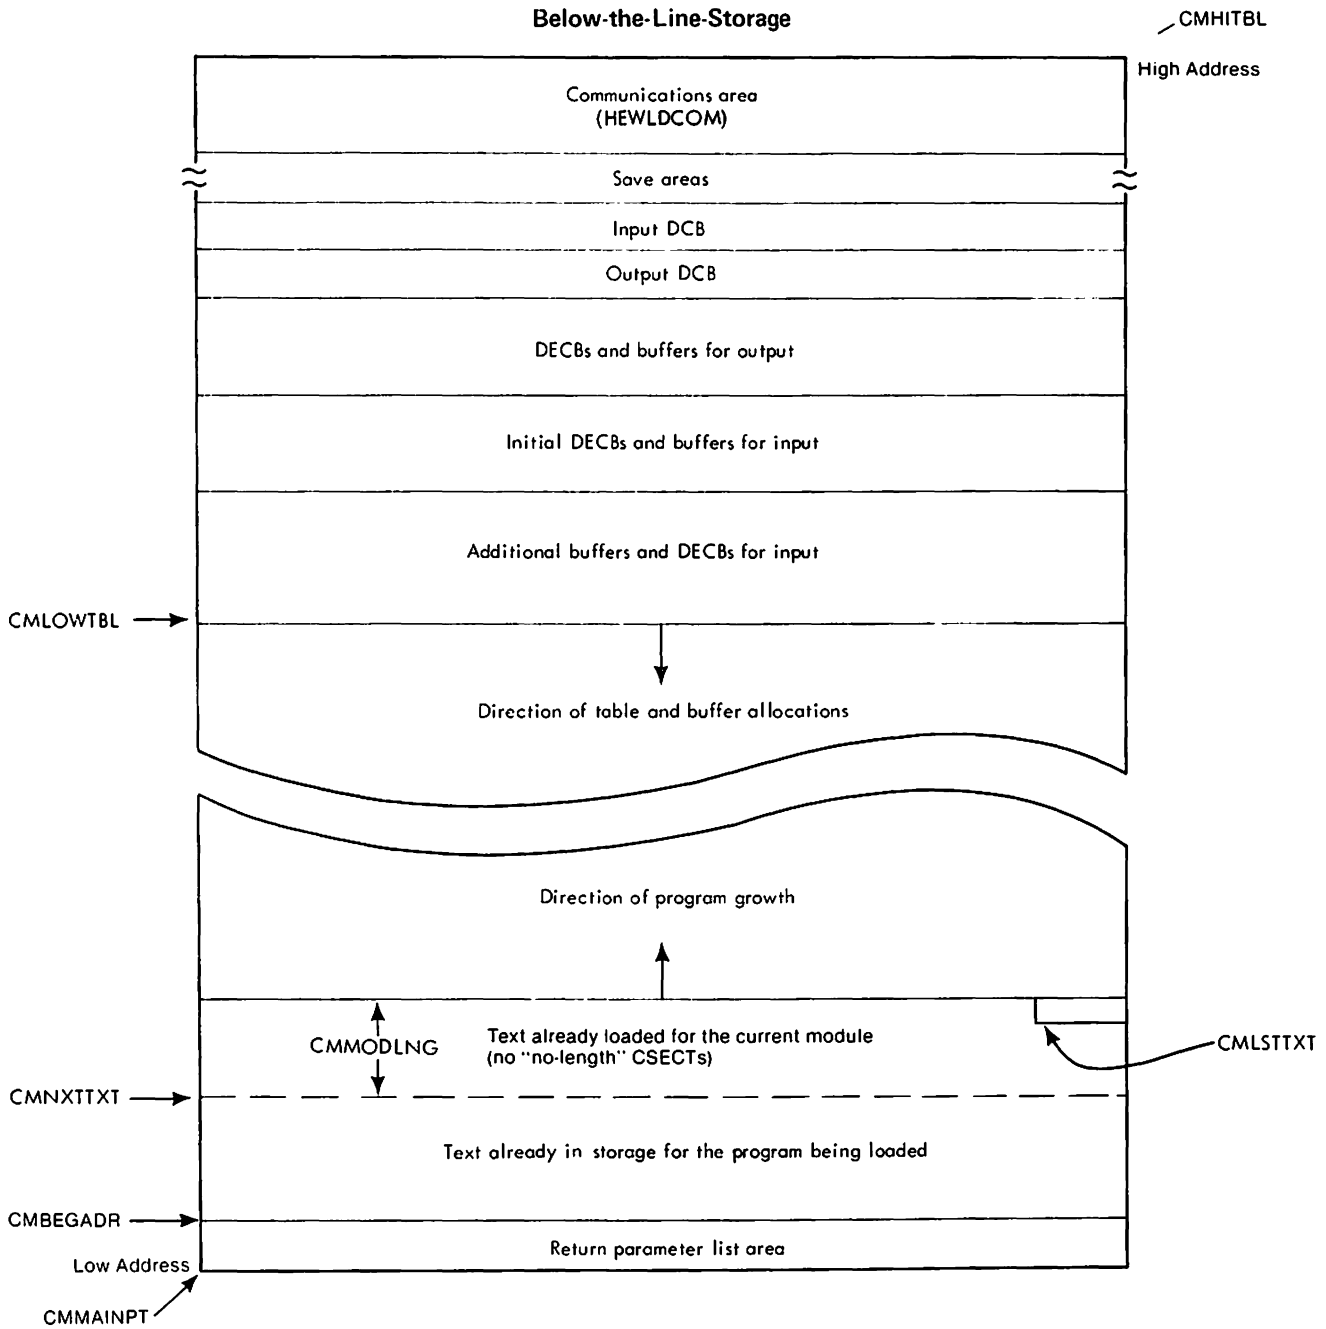 Below-the-Line-Storage
CMHITBL
High Address
Communications area
(HEWLDCOM)
Save areas
Input DCB
Output DCB
DECBs and buffers for output
Initial DECBs and buffers for input
Additional buffers and DECBs for input
CMLOWTBL
Direction of table and buffer allocations
Direction of program growth
CMMODLNG
Text already loaded for the current module
(no "no-length" CSECTs)
CMLSTTXT
CMNXTTXT
Text already in storage for the program being loaded
CMBEGADR
Return parameter list area
Low Address
CMMAINPT